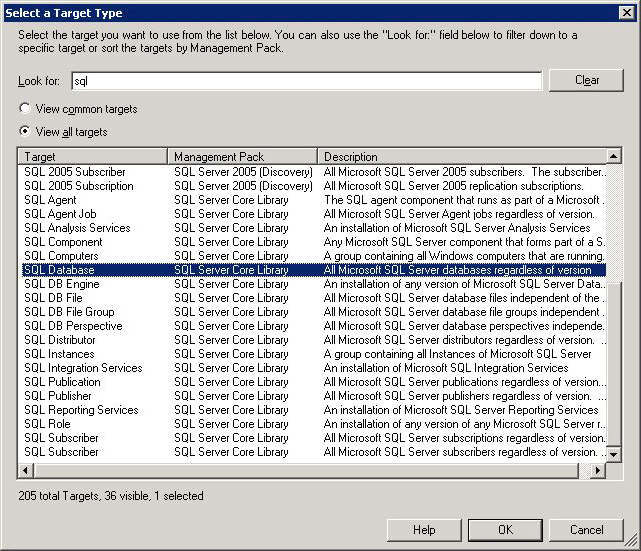 Select a Target Type
Select the target you want to use from the list below. You can also use the "Look for:" field below to filter down to a
specific target or sort the targets by Management Pack.
Look for: sql Clear
View common targets
View all targets
Target Management Pack Description
SQL 2005 Subscriber SQL Server 2005 (Discovery) All Microsoft SQL Server 2005 subscribers. The subscriber...
SQL 2005 Subscription SQL Server 2005 (Discovery) All Microsoft SQL Server 2005 replication subscriptions.
SQL Agent SQL Server Core Library The SQL agent component that runs as part of a Microsoft .
SQL Agent Job SQL Server Core Library All Microsoft SQL Server Agent jobs regardless of version.
SQL Analysis Services SQL Server Core Library An installation of Microsoft SQL Server Analysis Services
SQL Component SQL Server Core Library Any Microsoft SQL Server component that forms part of a S...
SQL Computers SQL Server Core Library A group containing all Windows computers that are running...
SQL Database SQL Server Core Library All Microsoft SQL Server databases regardless of version
SQL DB Engine SQL Server Core Library An installation of any version of Microsoft SQL Server Data...
SQL DB File SQL Server Core Library All Microsoft SQL Server database files independent of the ..
SQL DB File Group SQL Server Core Library All Microsoft SQL Server database file groups independent .
SQL DB Perspective SQL Server Core Library All Microsoft SQL Server database perspectives independe..
SQL Distributor SQL Server Core Library All Microsoft SQL Server distributors regardless of version. ...
SQL Instances SQL Server Core Library A group containing all Instances of Microsoft SQL Server
SQL Integration Services SQL Server Core Library An installation of Microsoft SQL Integration Services
SQL Publication SQL Server Core Library All Microsoft SQL Server publications regardless of version....
SQL Publisher SQL Server Core Library All Microsoft SQL Server publishers regardless of version. ..
SQL Reporting Services SQL Server Core Library An installation of Microsoft SQL Server Reporting Services
SQL Role SQL Server Core Library An installation of any version of any Microsoft SQL Server r...
SQL Subscriber SQL Server Core Library All Microsoft SQL Server subscriptions regardless of version.
SQL Subscriber SQL Server Core Library All Microsoft SQL Server subscribers regardless of version. ..
205 total Targets, 36 visible, 1 selected
Help OK Cancel